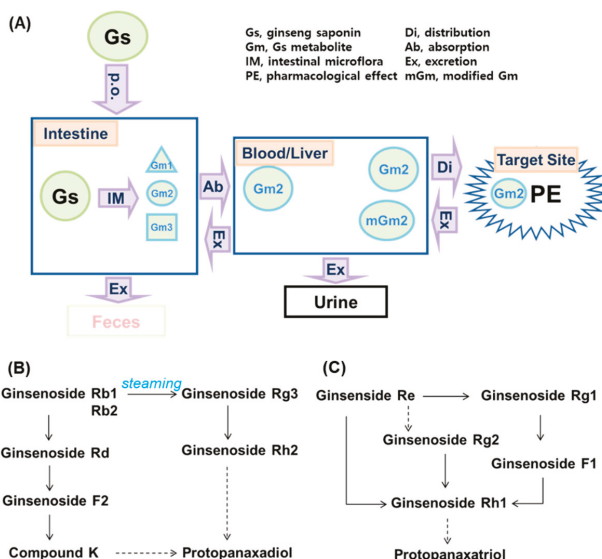 (A)
Gs
Gs, ginseng saponin Di, distribution
Gm, Gs metabolite Ab, absorption
IM, intestinal microflora Ex, excretion
PE, pharmacological effect mGm, modified Gm
p.o.
Intestine
Blood/Liver
Target Site
Gs
IM
Gm1
Gm2
Gm3
Ab
Ex
Gm2
Gm2
mGm2
Di
Ex
Gm2 PE
Ex
Feces
Ex
Urine
(B)
steaming
Ginsenoside Rb1
Rb2
Ginsenoside Rg3
Ginsenoside Rd
Ginsenoside Rh2
Ginsenoside F2
Compound K
Protopanaxadiol
(C)
Ginsenside Re
Ginsenoside Rg1
Ginsenoside Rg2
Ginsenoside F1
Ginsenoside Rh1
Protopanaxatriol